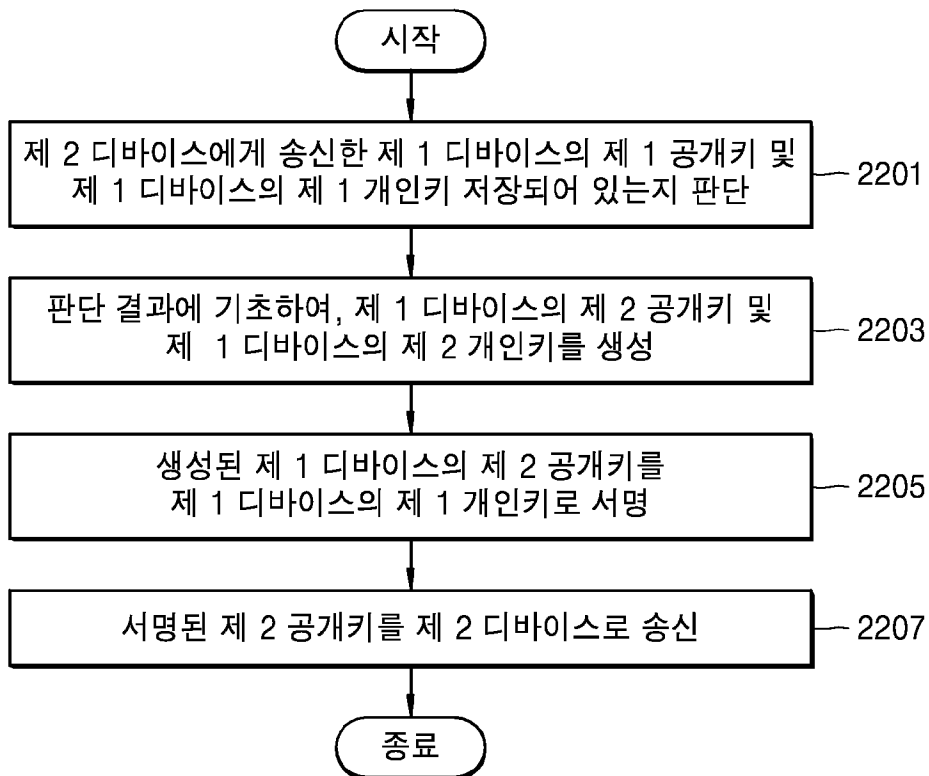 시작
제 2 디바이스에게 송신한 제 1 디바이스의 제 1 공개키 및
제 1 디바이스의 제 1 개인키 저장되어 있는지 판단
2201
판단 결과에 기초하여, 제 1 디바이스의 제 2 공개키 및
제 1 디바이스의 제 2 개인키를 생성
2203
생성된 제 1 디바이스의 제 2 공개키를
제 1 디바이스의 제 1 개인키로 서명
2205
서명된 제 2 공개키를 제 2 디바이스로 송신
2207
종료